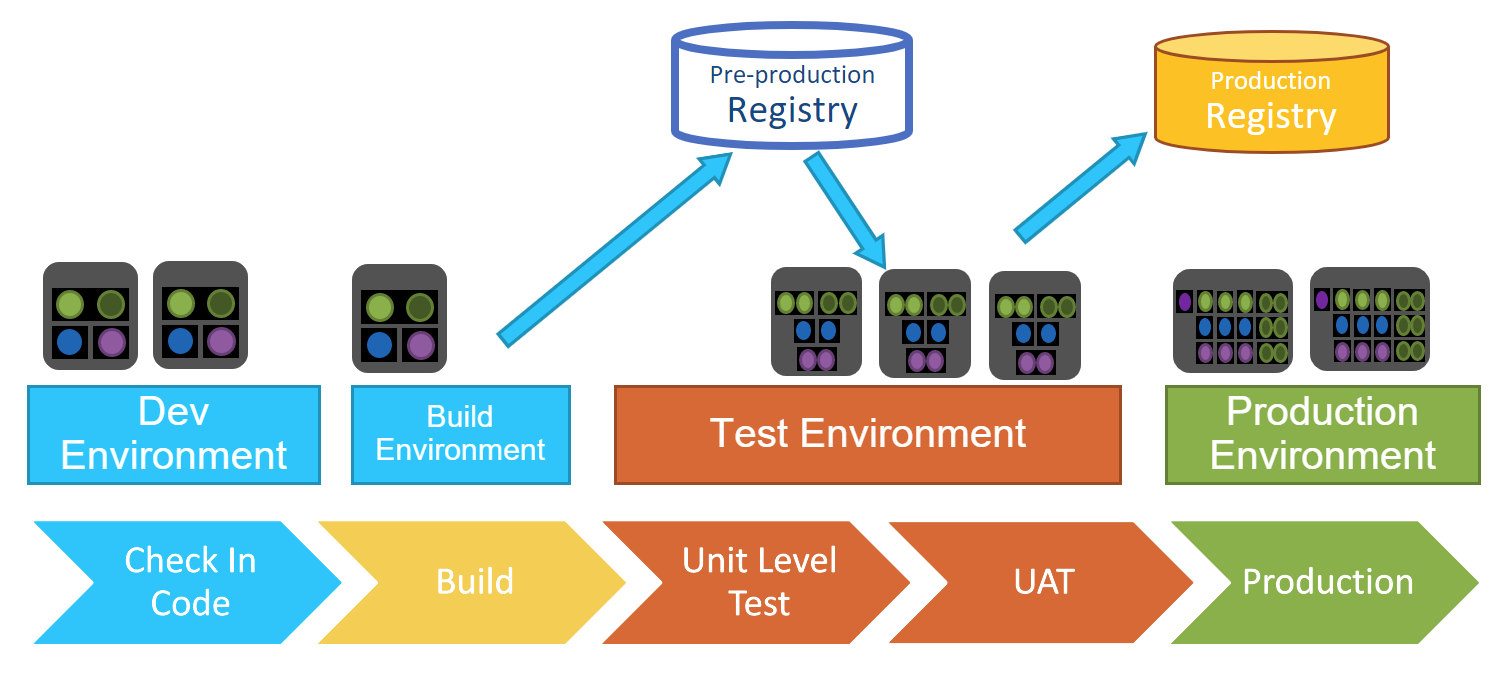 Pre-production
Registry
Production
Registry
Dev
Environment
Build
Environment
Test Environment
Production
Environment
Check In
Code
Build
Unit Level
Test
UAT
Production